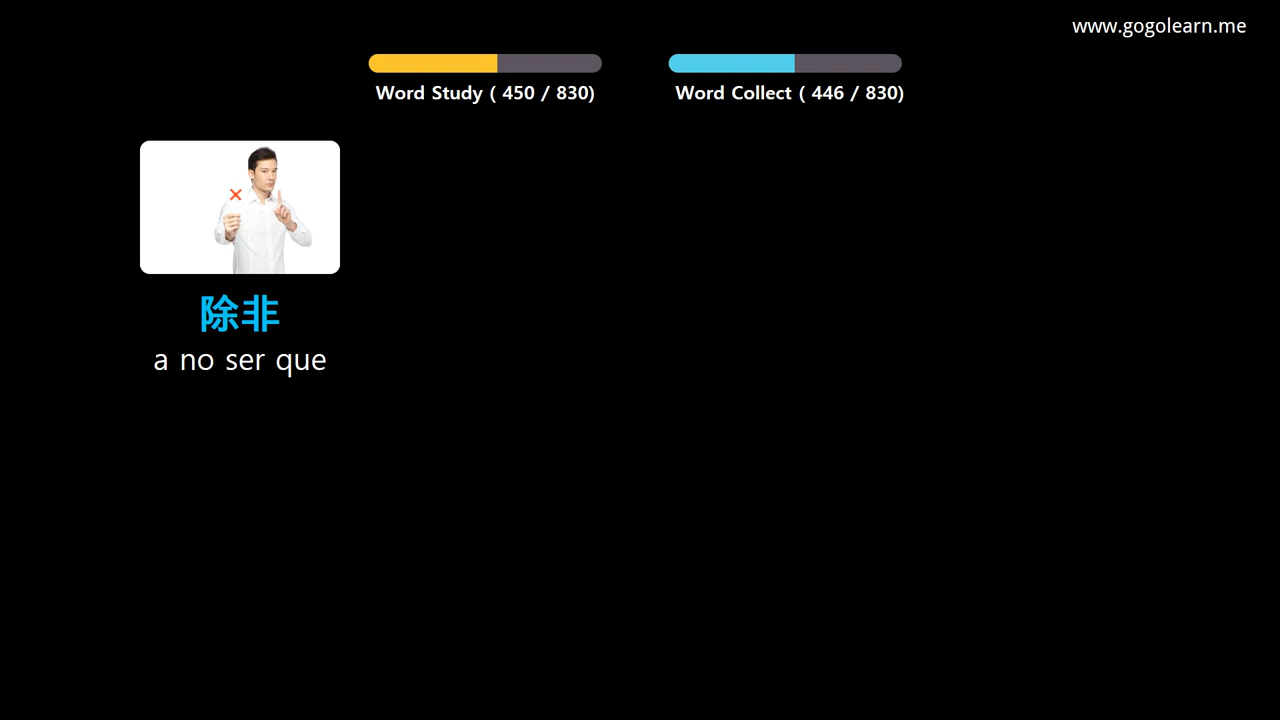 www.gogolearn.me
Word Study ( 450 / 830)
Word Collect ( 446 / 830)
除非
a no ser que